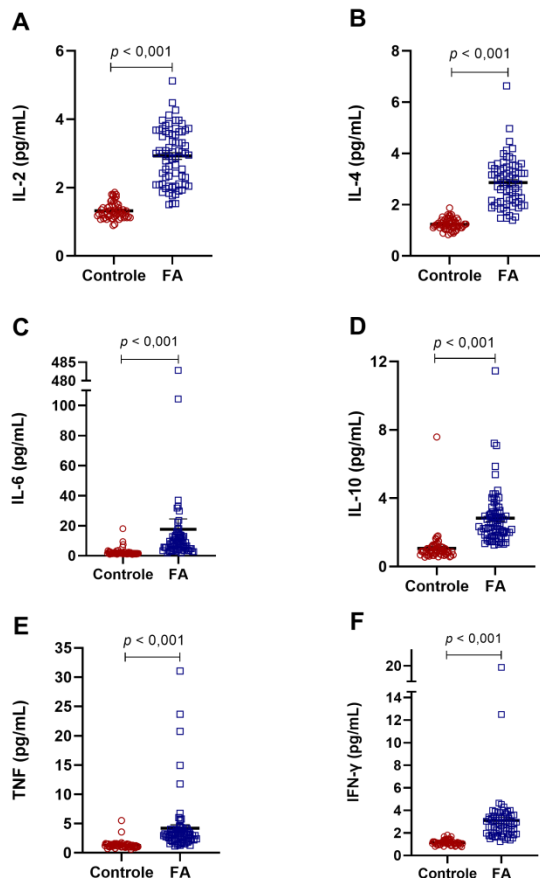 A
p < 0,001
IL-2 (pg/mL)
6
4
2
0
Controle FA
B
p < 0,001
IL-4 (pg/mL)
8
6
4
2
0
Controle FA
C
p < 0,001
IL-6 (pg/mL)
485
480
100
80
60
40
20
0
Controle FA
D
p < 0,001
IL-10 (pg/mL)
12
8
4
0
Controle FA
E
p < 0,001
TNF (pg/mL)
35
30
25
20
15
10
5
0
Controle FA
F
p < 0,001
IFN-γ (pg/mL)
20
14
12
10
8
6
4
2
0
Controle FA